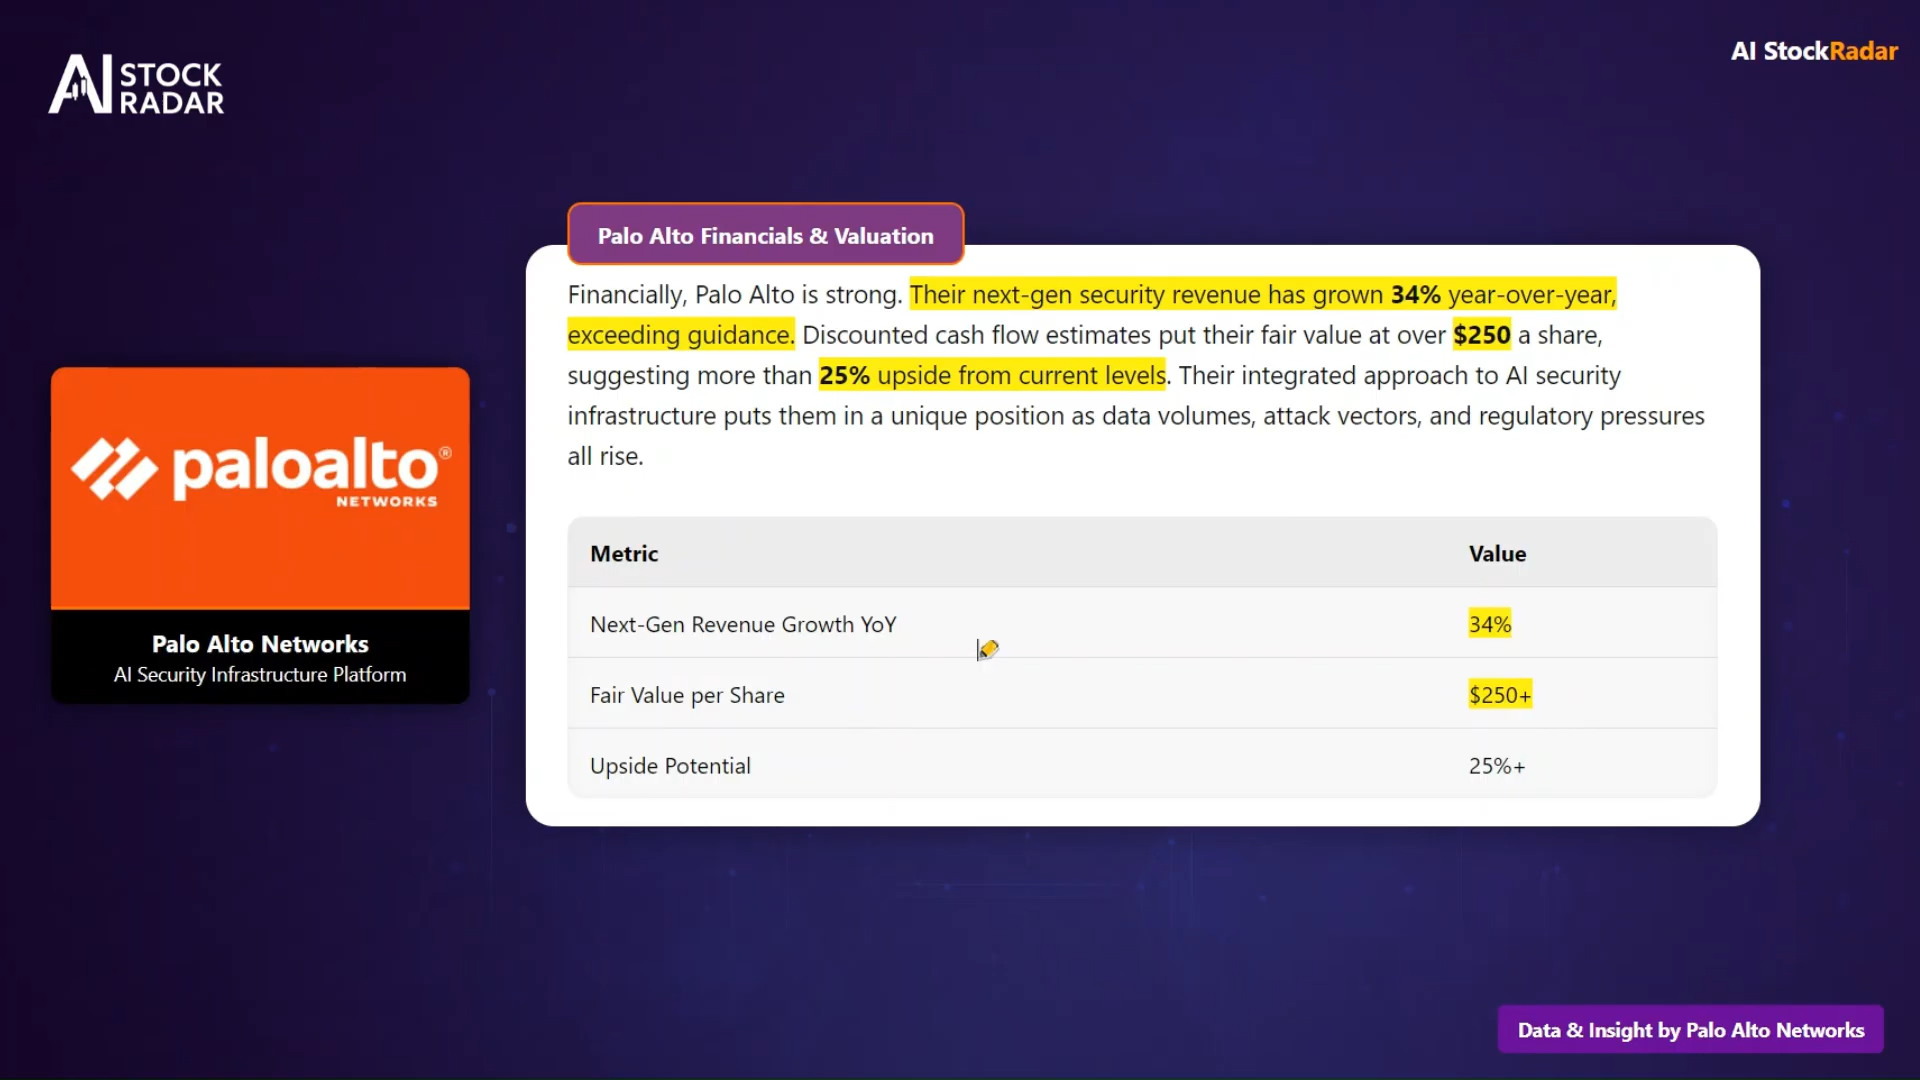 AI STOCK
RADAR
AI StockRadar
Palo Alto Financials & Valuation
Financially, Palo Alto is strong. Their next-gen security revenue has grown 34% year-over-year,
exceeding guidance. Discounted cash flow estimates put their fair value at over $250 a share,
suggesting more than 25% upside from current levels. Their integrated approach to AI security
infrastructure puts them in a unique position as data volumes, attack vectors, and regulatory pressures
all rise.
paloalto®
NETWORKS
Palo Alto Networks
AI Security Infrastructure Platform
Metric Value
Next-Gen Revenue Growth YoY 34%
Fair Value per Share $250+
Upside Potential 25%+
Data & Insight by Palo Alto Networks